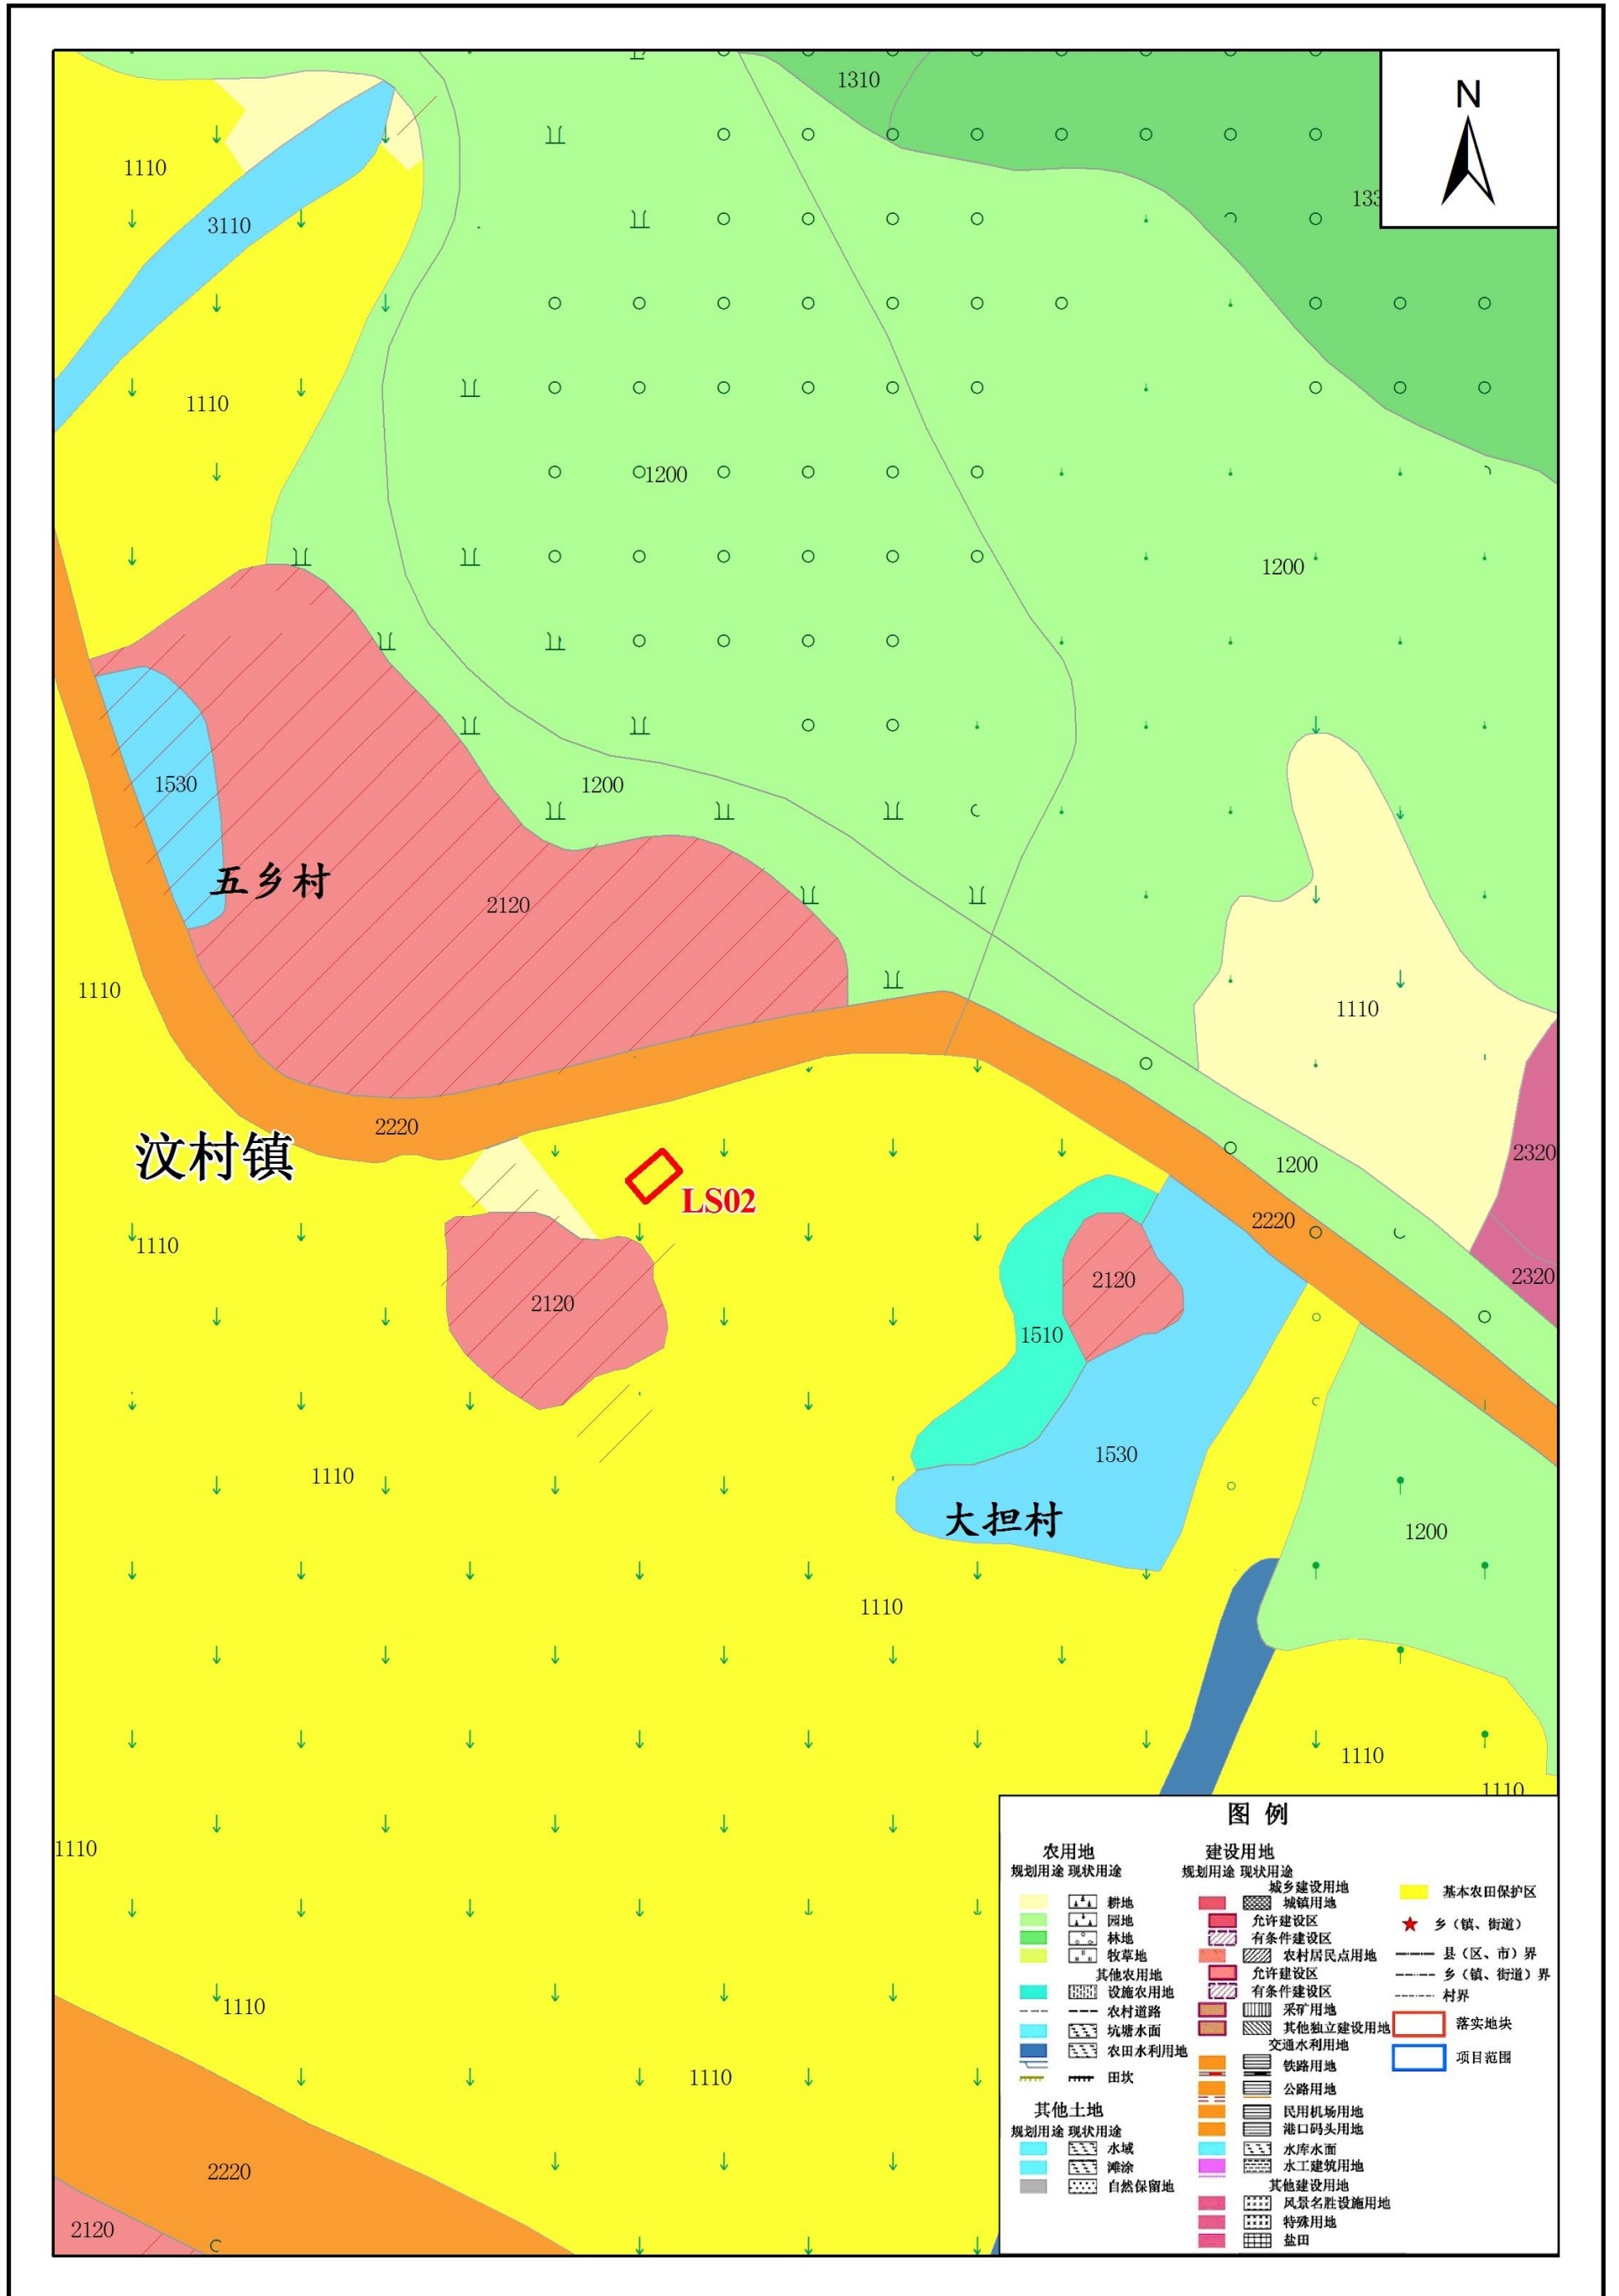 1310
N
1110
133
3110
1110
1200
1200
1530
1200
五乡村
2120
1110
1110
2220
汶村镇
2320
1200
LS02
2220
1110
2320
2120
2120
1510
1530
1110
大担村
1200
1110
1110
1110
1110
1110
1110
2220
2120
图 例
农用地
规划用途 现状用途
耕地
园地
林地
牧草地
其他农用地
设施农用地
农村道路
坑塘水面
农田水利用地
田坎
其他土地
规划用途 现状用途
水域
滩涂
自然保留地
建设用地
规划用途 现状用途
城乡建设用地
城镇用地
允许建设区
有条件建设区
农村居民点用地
允许建设区
有条件建设区
采矿用地
其他独立建设用地
交通水利用地
铁路用地
公路用地
民用机场用地
港口码头用地
水库水面
水工建筑用地
其他建设用地
风景名胜设施用地
特殊用地
盐田
基本农田保护区
乡（镇、街道）
县（区、市）界
乡（镇、街道）界
村界
落实地块
项目范围